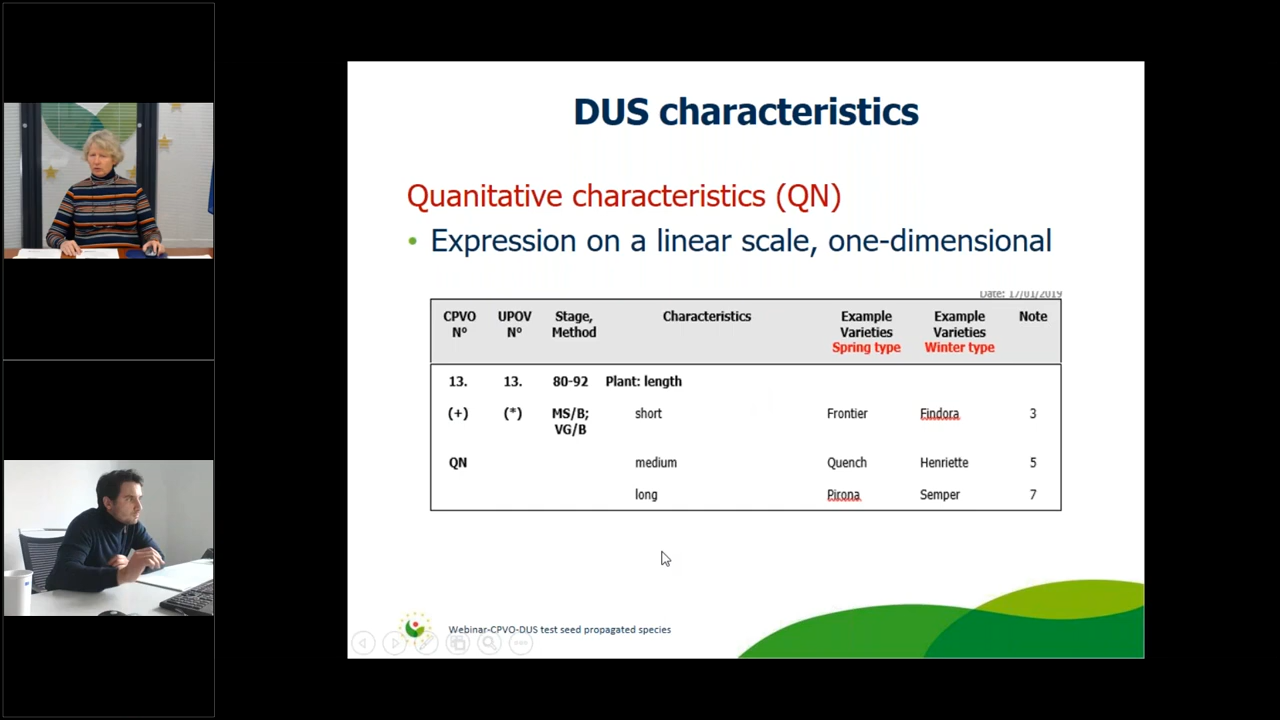 DUS characteristics
Quanitative characteristics (QN)
• Expression on a linear scale, one-dimensional
Date: 17/01/2019
CPVO Nº UPOV Nº Stage, Method Characteristics Example Varieties Spring type Example Varieties Winter type Note
13. 13. 80-92 Plant: length
(+) (*) MS/B; VG/B short Frontier Findora 3
QN medium Quench Henriette 5
long Pirona Semper 7
Webinar-CPVO-DUS test seed propagated species